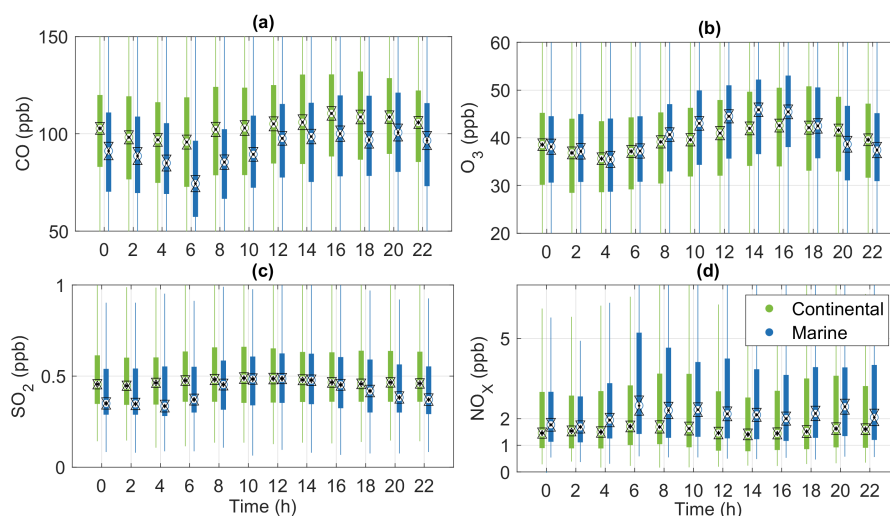 (a)
150
100
50
CO (ppb)
0 2 4 6 8 10 12 14 16 18 20 22
(b)
60
50
40
30
20
O3 (ppb)
0 2 4 6 8 10 12 14 16 18 20 22
(c)
1
0.5
0
SO2 (ppb)
0 2 4 6 8 10 12 14 16 18 20 22
Time (h)
(d)
Continental
Marine
5
2
1
0
NOX (ppb)
0 2 4 6 8 10 12 14 16 18 20 22
Time (h)